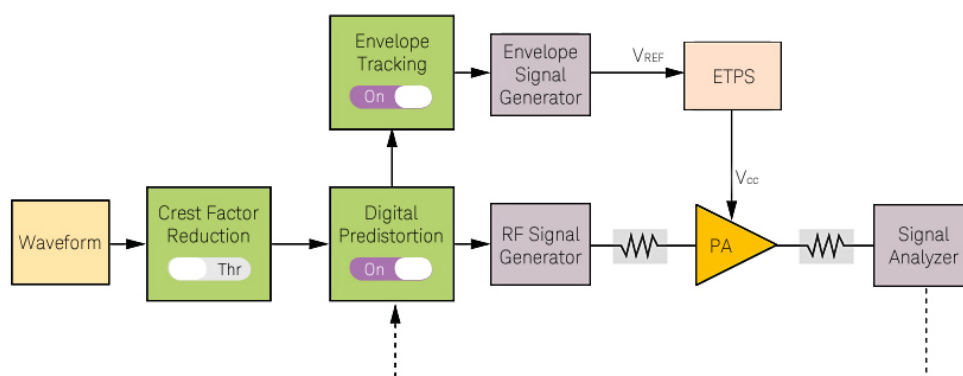 Envelope
Tracking
On
Envelope
Signal
Generator
VREF
ETPS
Vcc
Waveform
Crest Factor
Reduction
Thr
Digital
Predistortion
On
RF Signal
Generator
PA
Signal
Analyzer